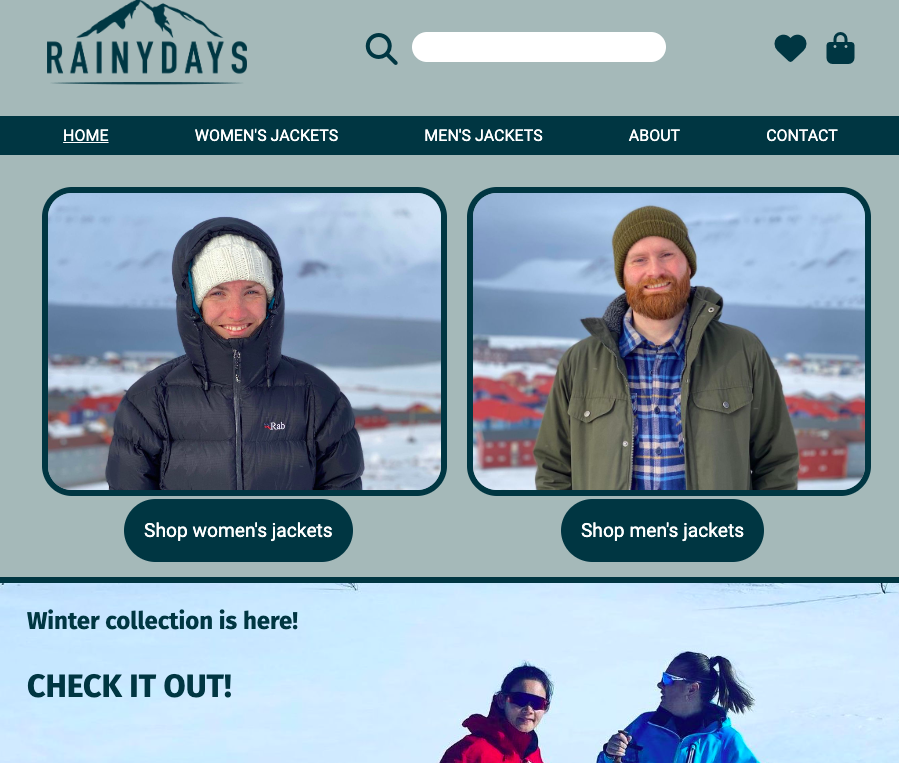 RAINYDAYS
HOME WOMEN'S JACKETS MEN'S JACKETS ABOUT CONTACT
Rab
Shop women's jackets Shop men's jackets
Winter collection is here!
CHECK IT OUT!